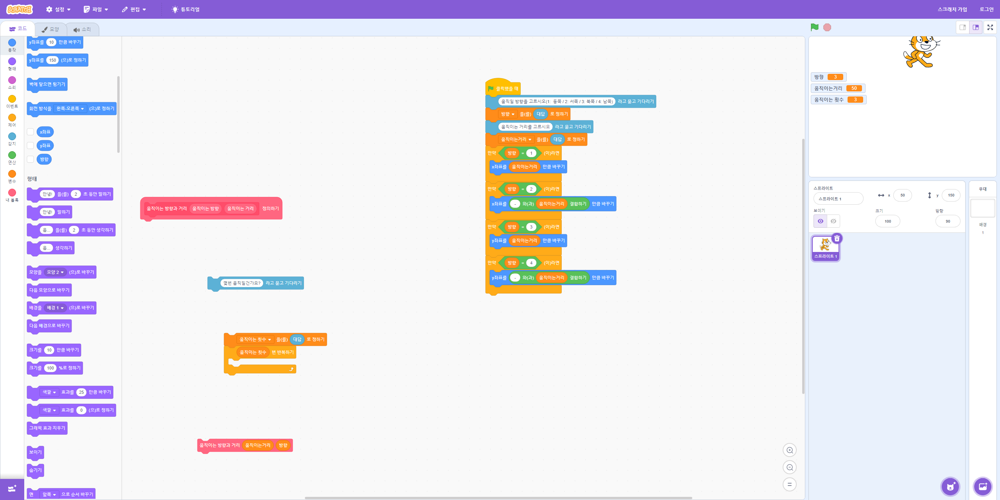 SCRATCH 설정 파일 편집 튜토리얼 스크래치 가입 로그인
코드 모양 소리
동작
형태
소리
이벤트
제어
감지
연산
변수
내 블록
y좌표를 10 만큼 바꾸기
y좌표를 150 (으)로 정하기
벽에 닿으면 튕기기
회전 방식을 왼쪽-오른쪽 (으)로 정하기
x좌표
y좌표
방향
형태
안녕! 을(를) 2 초 동안 말하기
안녕! 말하기
음... 을(를) 2 초 동안 생각하기
음... 생각하기
모양을 모양 2 (으)로 바꾸기
다음 모양으로 바꾸기
배경을 배경 1 (으)로 바꾸기
다음 배경으로 바꾸기
크기를 10 만큼 바꾸기
크기를 100 %로 정하기
색깔 효과를 25 만큼 바꾸기
색깔 효과를 0 (으)로 정하기
그래픽 효과 지우기
보이기
숨기기
맨 앞쪽 으로 순서 바꾸기
움직이는 방향과 거리 움직이는 방향 움직이는 거리 정의하기
몇번 움직일건가요? 라고 묻고 기다리기
움직이는 횟수 을(를) 대답 로 정하기
움직이는 횟수 번 반복하기
움직이는 방향과 거리 움직이는거리 방향
클릭했을 때
움직일 방향을 고르시오(1: 동쪽 / 2: 서쪽 / 3: 북쪽 / 4: 남쪽) 라고 묻고 기다리기
방향 을(를) 대답 로 정하기
움직이는 거리를 고르시오 라고 묻고 기다리기
움직이는거리 을(를) 대답 로 정하기
만약 방향 = 1 (이)라면
x좌표를 움직이는거리 만큼 바꾸기
만약 방향 = 2 (이)라면
x좌표를 - 와(과) 움직이는거리 결합하기 만큼 바꾸기
만약 방향 = 3 (이)라면
y좌표를 움직이는거리 만큼 바꾸기
만약 방향 = 4 (이)라면
y좌표를 - 와(과) 움직이는거리 결합하기 만큼 바꾸기
방향 3
움직이는거리 50
움직이는 횟수 3
스프라이트
스프라이트 1 x 50 y 150
보이기 크기 방향
100 90
스프라이트 1
무대
배경
1